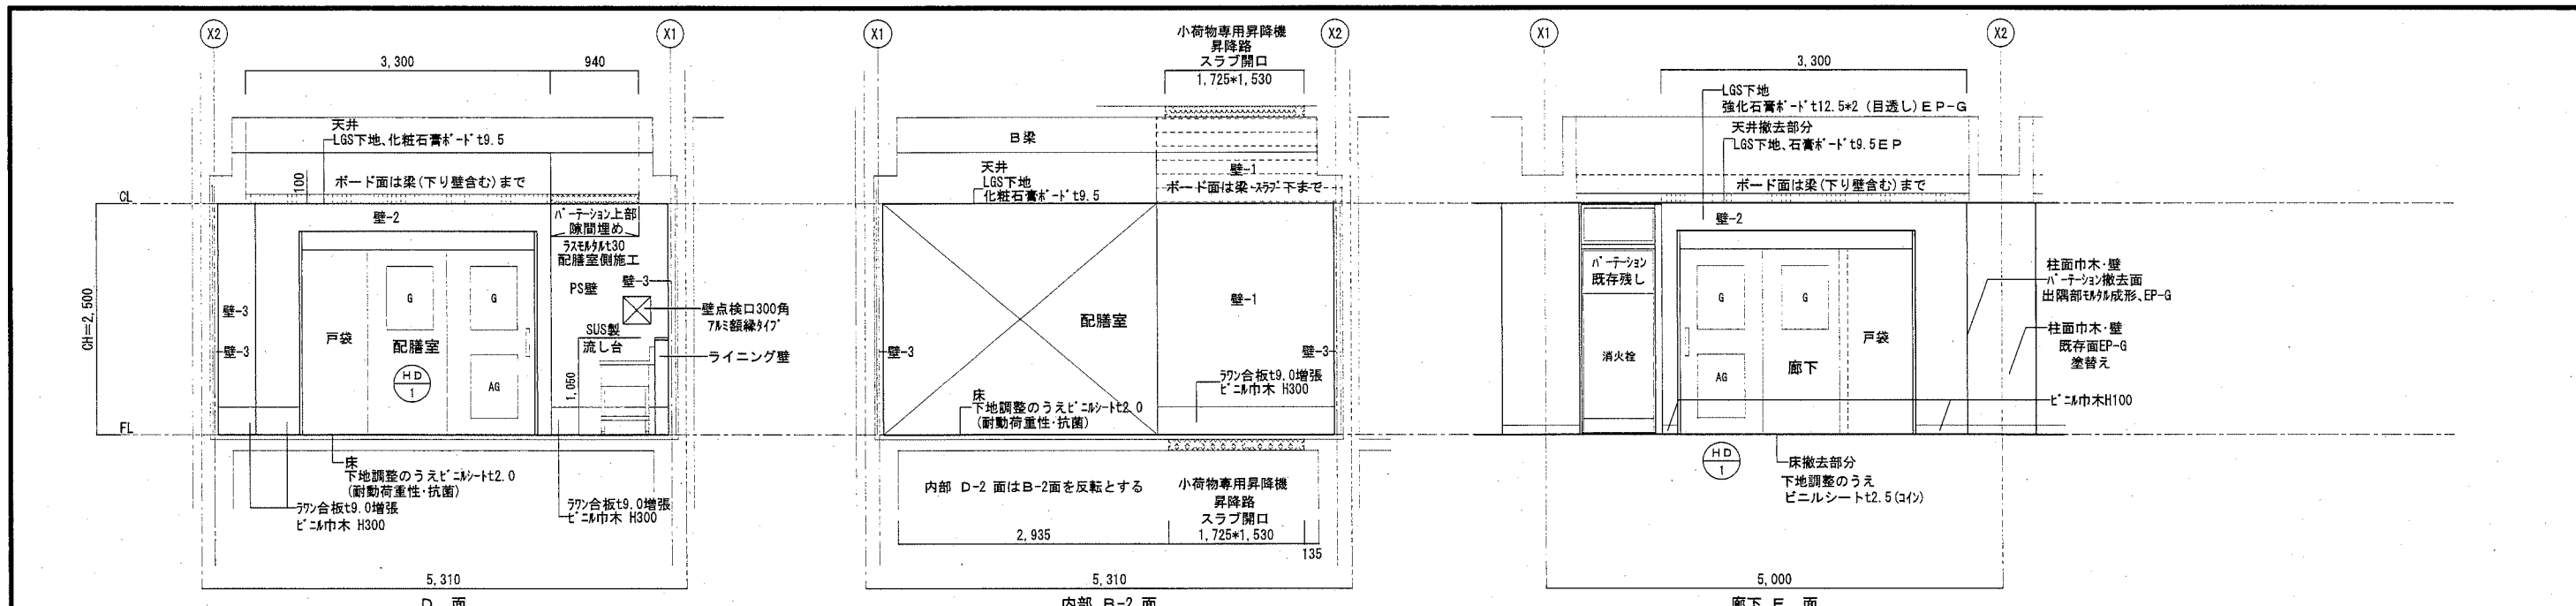 X2
X1
3,300
940
天井
LGS下地、化粧石膏ボードt9.5
100
ボード面は梁(下り壁含む)まで
CL
壁-2
パーテーション上部
隙間埋め
ラスモルタルt30
配膳室側施工
壁-3
PS壁
CH=2,500
壁-3
壁-3
戸袋
G
G
配膳室
HD
1
AG
SUS製
流し台
1,050
壁点検口300角
アルミ額縁タイプ
ライニング壁
FL
床
下地調整のうえビニルシートt2.0
(耐動荷重性・抗菌)
ラワン合板t9.0増張
ビニル巾木 H300
ラワン合板t9.0増張
ビニル巾木 H300
5,310
D 面
X1
X2
小荷物専用昇降機
昇降路
スラブ開口
1,725*1,530
B梁
天井
LGS下地
化粧石膏ボードt9.5
壁-1
ボード面は梁・スラブ下まで
配膳室
壁-1
壁-3
壁-3
ラワン合板t9.0増張
ビニル巾木 H300
床
下地調整のうえビニルシートt2.0
(耐動荷重性・抗菌)
内部 D-2 面はB-2面を反転とする
小荷物専用昇降機
昇降路
スラブ開口
2,935
1,725*1,530
135
5,310
内部 B-2 面
X1
X2
3,300
LGS下地
強化石膏ボードt12.5*2 (目透し)EP-G
天井撤去部分
LGS下地、石膏ボードt9.5EP
ボード面は梁(下り壁含む)まで
壁-2
パーテーション
既存残し
消火栓
G
G
AG
廊下
戸袋
柱面巾木・壁
パーテーション撤去面
出隅部モルタル成形、EP-G
柱面巾木・壁
既存面EP-G
塗替え
ビニル巾木H100
HD
1
床撤去部分
下地調整のうえ
ビニルシートt2.5(コイン)
5,000
廊下 E 面